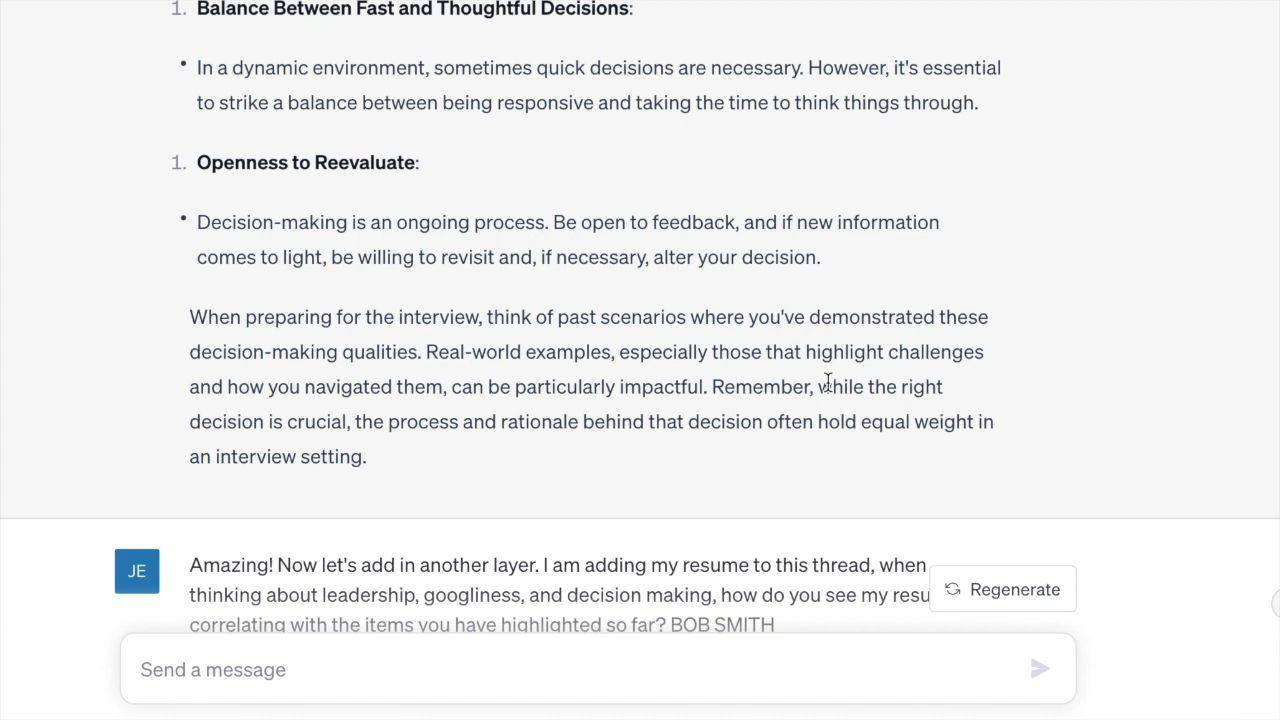 1. Balance Between Fast and Thoughtful Decisions:
• In a dynamic environment, sometimes quick decisions are necessary. However, it's essential
to strike a balance between being responsive and taking the time to think things through.
1. Openness to Reevaluate:
• Decision-making is an ongoing process. Be open to feedback, and if new information
comes to light, be willing to revisit and, if necessary, alter your decision.
When preparing for the interview, think of past scenarios where you've demonstrated these
decision-making qualities. Real-world examples, especially those that highlight challenges
and how you navigated them, can be particularly impactful. Remember, while the right
decision is crucial, the process and rationale behind that decision often hold equal weight in
an interview setting.
JE
Amazing! Now let's add in another layer. I am adding my resume to this thread, when
thinking about leadership, googliness, and decision making, how do you see my resu
Regenerate
correlating with the items you have highlighted so far? BOB SMITH
Send a message